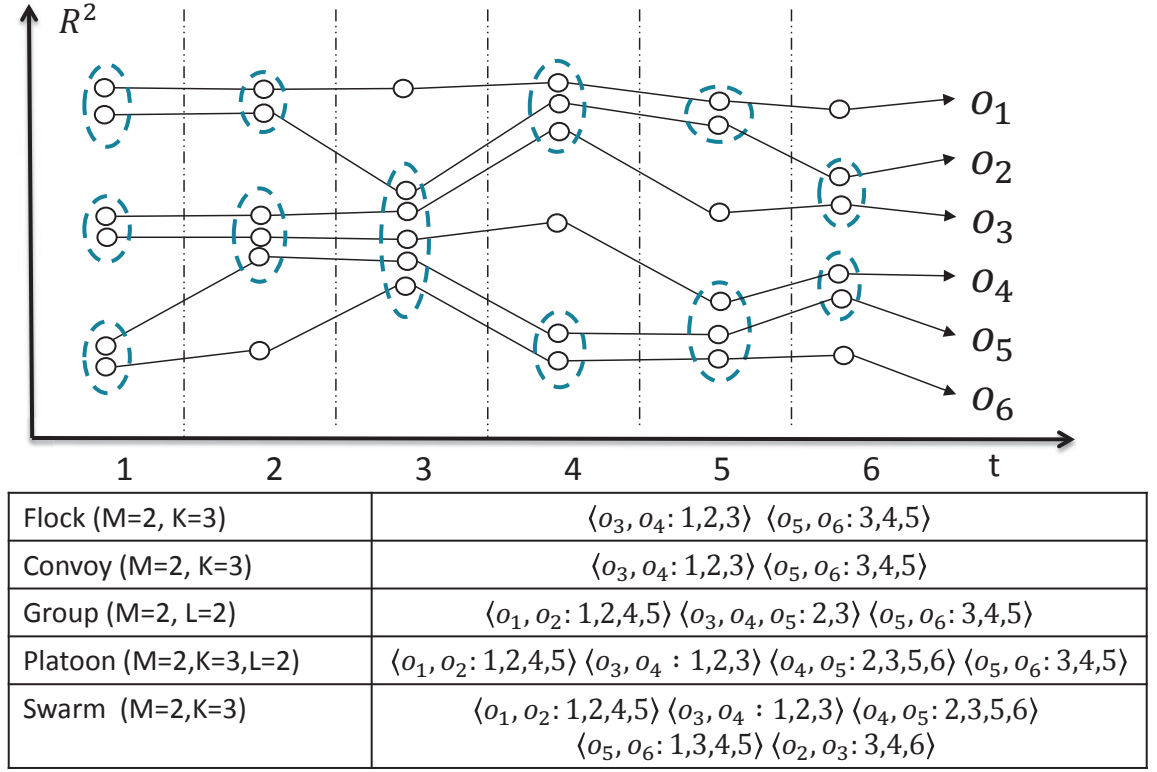 R²
o₁
o₂
o₃
o₄
o₅
o₆
1 2 3 4 5 6 t
Flock (M=2, K=3) ⟨o₃, o₄: 1,2,3⟩ ⟨o₅, o₆: 3,4,5⟩
Convoy (M=2, K=3) ⟨o₃, o₄: 1,2,3⟩ ⟨o₅, o₆: 3,4,5⟩
Group (M=2, L=2) ⟨o₁, o₂: 1,2,4,5⟩ ⟨o₃, o₄, o₅: 2,3⟩ ⟨o₅, o₆: 3,4,5⟩
Platoon (M=2,K=3,L=2) ⟨o₁, o₂: 1,2,4,5⟩ ⟨o₃, o₄ : 1,2,3⟩ ⟨o₄, o₅: 2,3,5,6⟩ ⟨o₅, o₆: 3,4,5⟩
Swarm (M=2,K=3) ⟨o₁, o₂: 1,2,4,5⟩ ⟨o₃, o₄ : 1,2,3⟩ ⟨o₄, o₅: 2,3,5,6⟩
⟨o₅, o₆: 1,3,4,5⟩ ⟨o₂, o₃: 3,4,6⟩